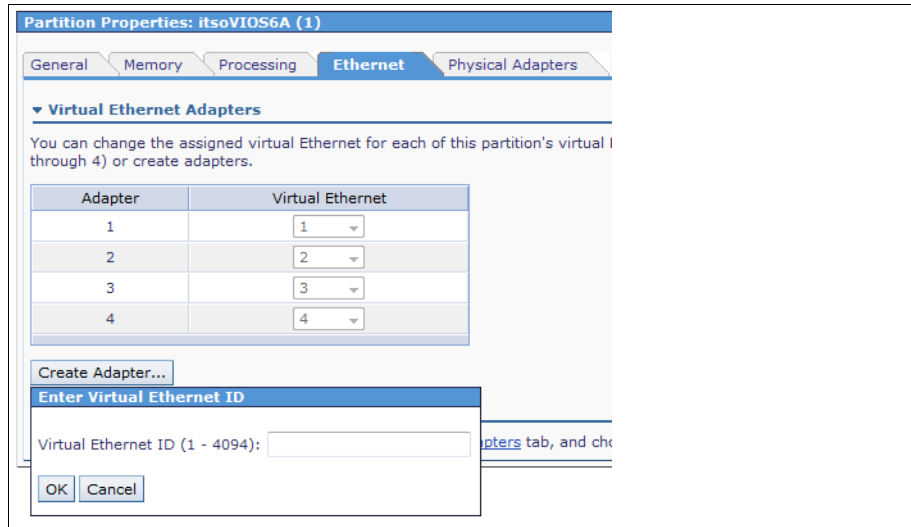 Partition Properties: itsoVIOS6A (1)
General Memory Processing Ethernet Physical Adapters
Virtual Ethernet Adapters
You can change the assigned virtual Ethernet for each of this partition's virtual
through 4) or create adapters.
Adapter Virtual Ethernet
1 1
2 2
3 3
4 4
Create Adapter...
Enter Virtual Ethernet ID
Virtual Ethernet ID (1 - 4094):
apters tab, and cho
OK Cancel